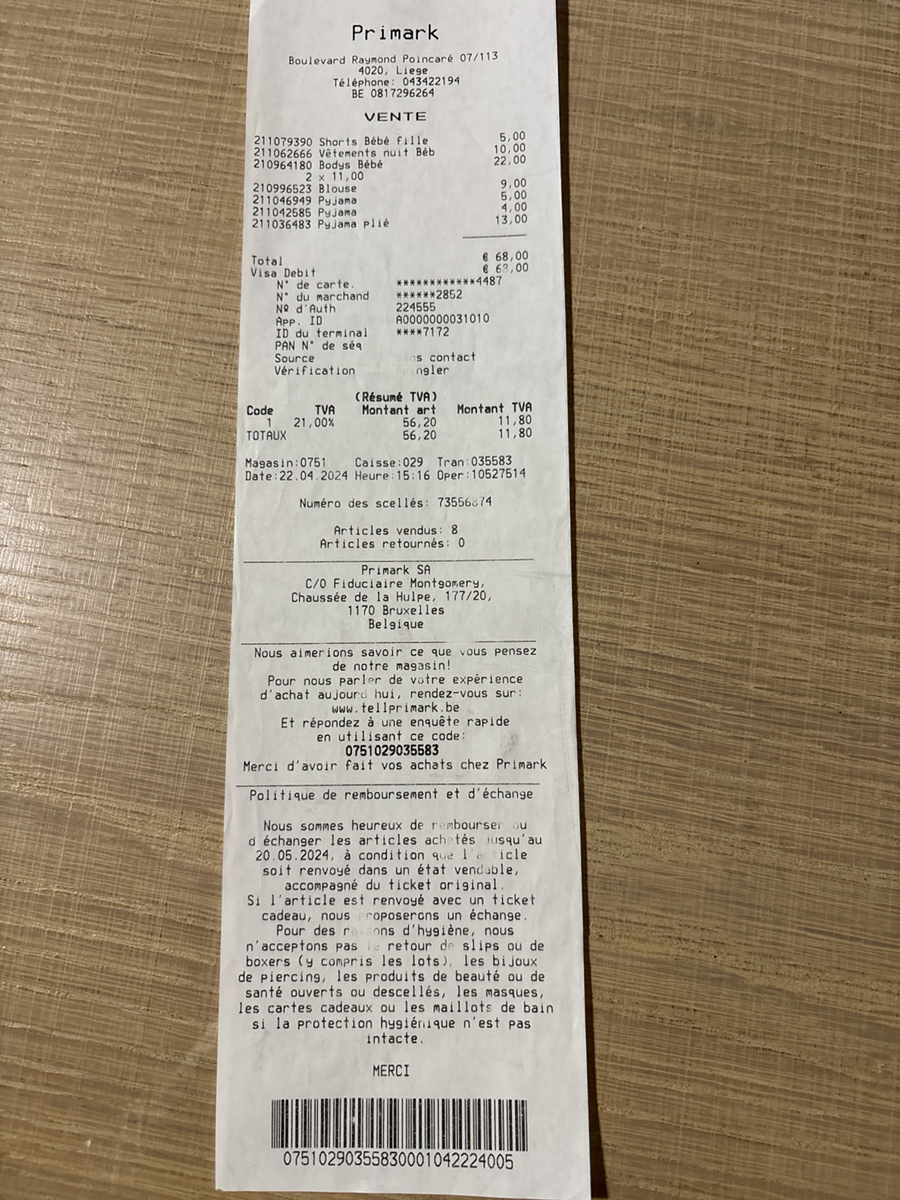 Primark
Boulevard Raymond Poincaré 07/113
4020, Liege
Téléphone: 043422194
BE 0817296264
VENTE
211079390 Shorts Bébé fille 5,00
211062666 Vêtements nuit Béb 10,00
210964180 Bodys Bébé 22,00
2 x 11,00
210996523 Blouse 9,00
211046949 Pyjama 5,00
211042585 Pyjama 4,00
211036483 Pyjama plié 13,00
Total € 68,00
Visa Debit € 68,00
N° de carte. ************4487
N° du marchand ******2852
Nº d'Auth 224555
App. ID A0000000031010
ID du terminal ****7172
PAN N° de séq
Source contact
Vérification
(Résumé TVA)
Code TVA Montant art Montant TVA
1 21,00% 56,20 11,80
TOTAUX 56,20 11,80
Magasin:0751 Caisse:029 Tran:035583
Date:22.04.2024 Heure:15:16 Oper:10527514
Numéro des scellés:
Articles vendus: 8
Articles retournés: 0
Primark SA
C/O Fiduciaire Montgomery,
Chaussée de la Hulpe, 177/20,
1170 Bruxelles
Belgique
Nous aimerions savoir ce que vous pensez
de notre magasin!
Pour nous parler de votre expérience
d'achat aujourd hui, rendez-vous sur:
www.tellprimark.be
Et répondez à une enquête rapide
en utilisant ce code:
0751029035583
Merci d'avoir fait vos achats chez Primark
Politique de remboursement et d'échange
Nous sommes heureux de rembourser ou
d échanger les articles achetés jusqu'au
20.05.2024, à condition que l'article
soit renvoyé dans un état vendable,
accompagné du ticket original.
Si l'article est renvoyé avec un ticket
cadeau, nous proposerons un échange.
Pour des raisons d'hygiène, nous
n'acceptons pas le retour de slips ou de
boxers (y compris les lots), les bijoux
de piercing, les produits de beauté ou de
santé ouverts ou descellés, les masques,
les cartes cadeaux ou les maillots de bain
si la protection hygiénique n'est pas
intacte.
MERCI
07510290355830001042224005